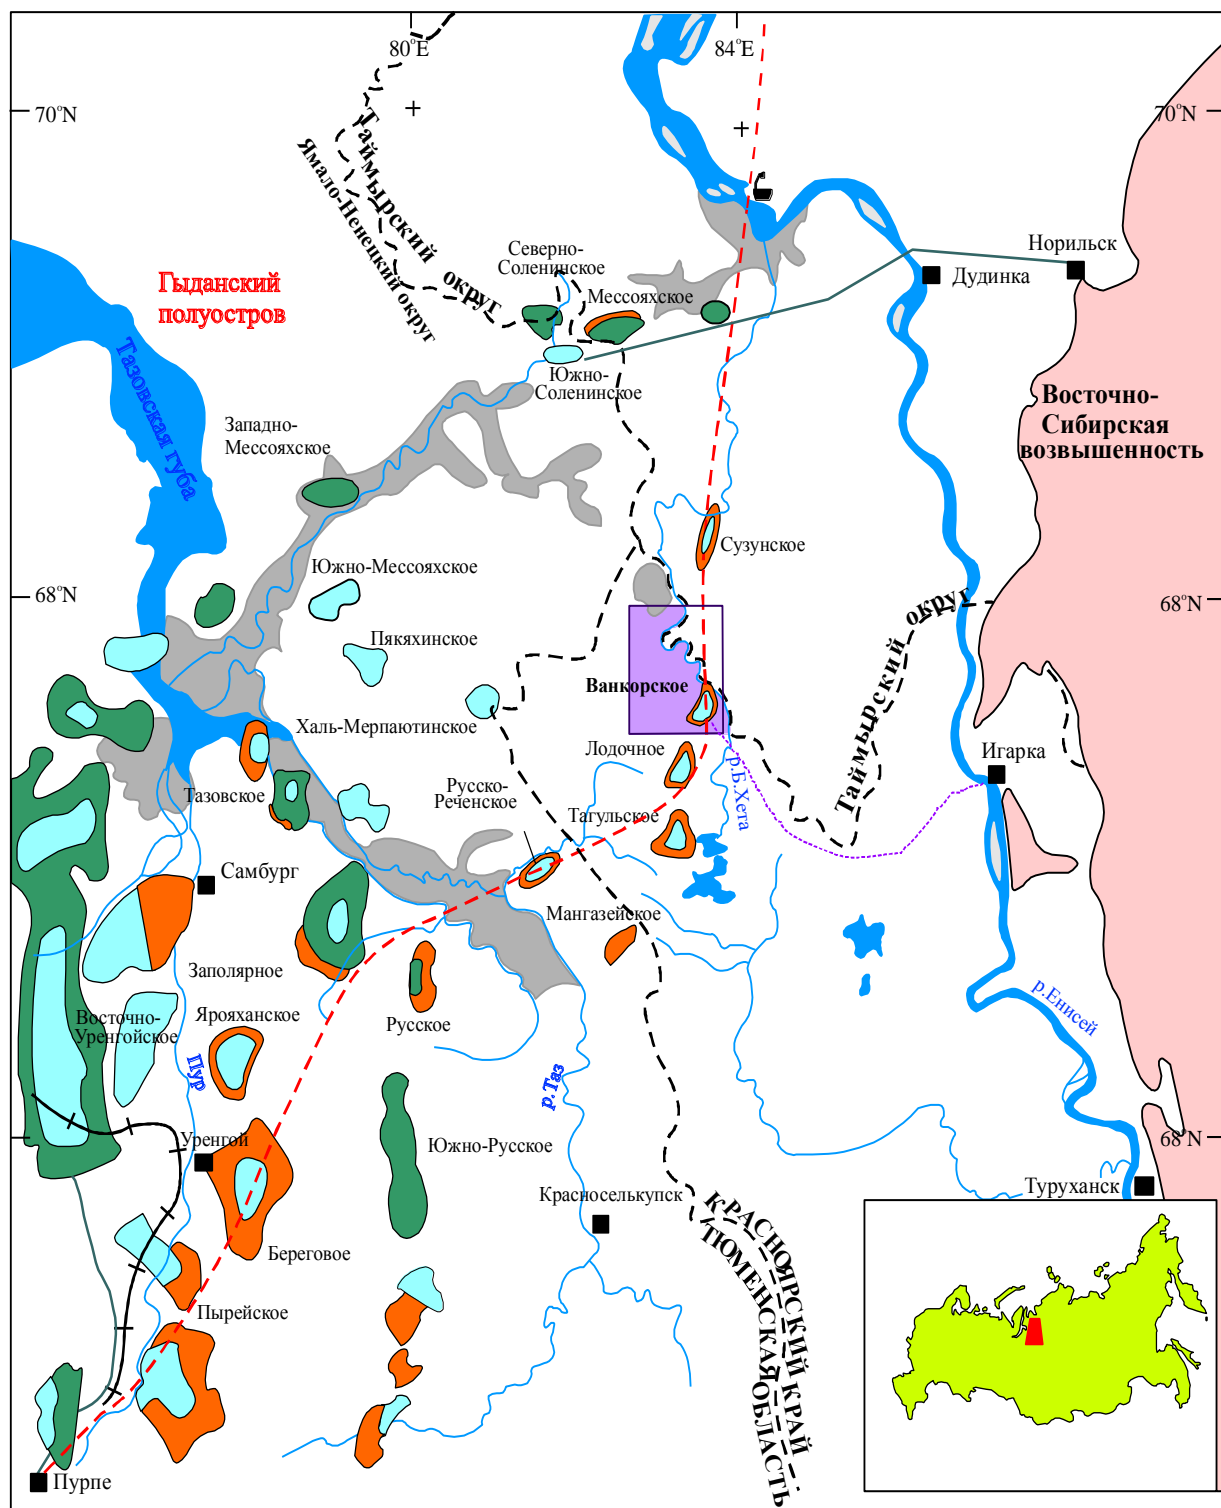 80°E
84°E
70°N
70°N
Таймырский округ
Ямало-Ненецкий округ
Северно-
Соленинское
Норильск
Дудинка
Гыданский
полуостров
Мессояхское
Тазовская губа
Южно-
Соленинское
Восточно-
Сибирская
возвышенность
Западно-
Мессояхское
Сузунское
Южно-Мессояхское
68°N
68°N
Таймырский округ
Пякяхинское
Ванкорское
Халь-Мерпаютинское
Лодочное
р.Б.Хета
Игарка
Тазовское
Русско-
Реченское
Тагульское
Самбург
Мангазейское
Заполярное
р.Енисей
Восточно-
Уренгойское
Ярояханское
Русское
Пур
р.Таз
Уренгой
Южно-Русское
68°N
Туруханск
Красноселькупск
КРАСНОЯРСКИЙ КРАЙ
ТЮМЕНСКАЯ ОБЛАСТЬ
Береговое
Пырейское
Пурпе